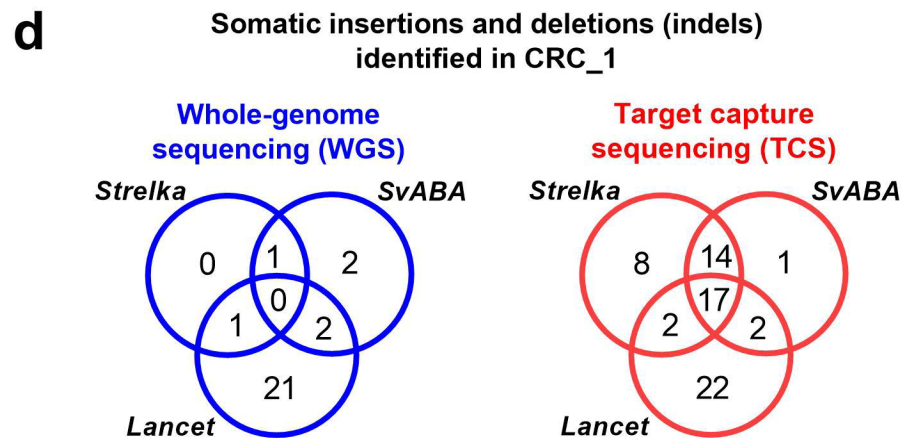 d
Somatic insertions and deletions (indels)
identified in CRC_1
Whole-genome
sequencing (WGS)
Strelka
SvABA
0
1
2
0
1
2
21
Lancet
Target capture
sequencing (TCS)
Strelka
SvABA
8
14
1
17
2
2
22
Lancet